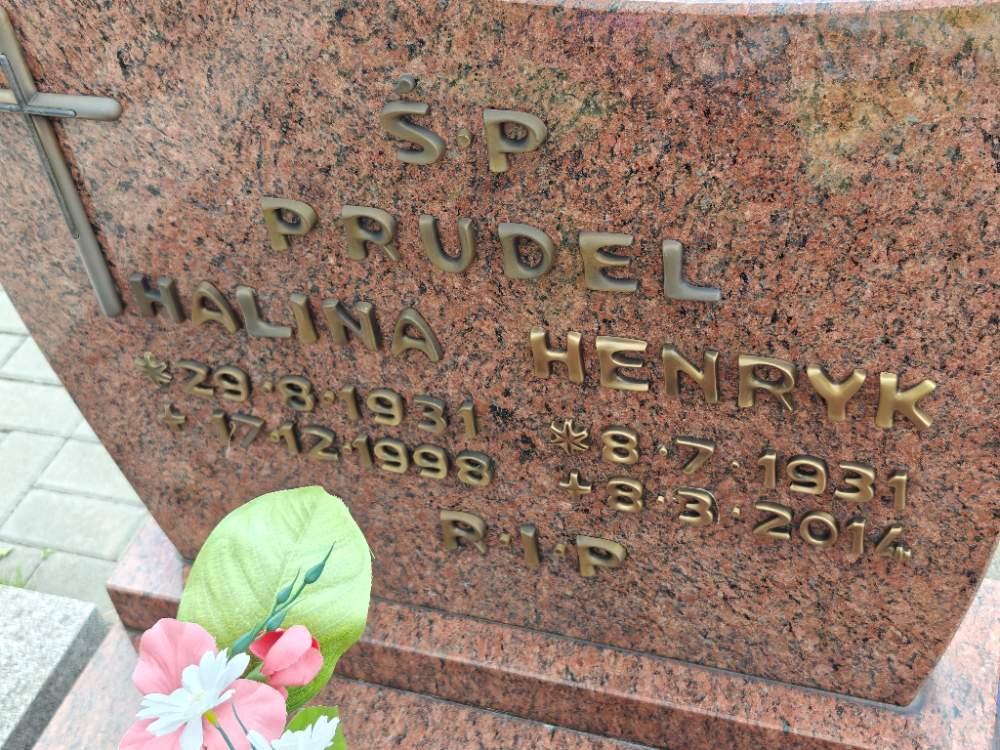 Ś·P
PRUDEL
HALINA HENRYK
*29·8·1931 *8·7·1931
+17·12·1998 +8·3·2014
R·I·P